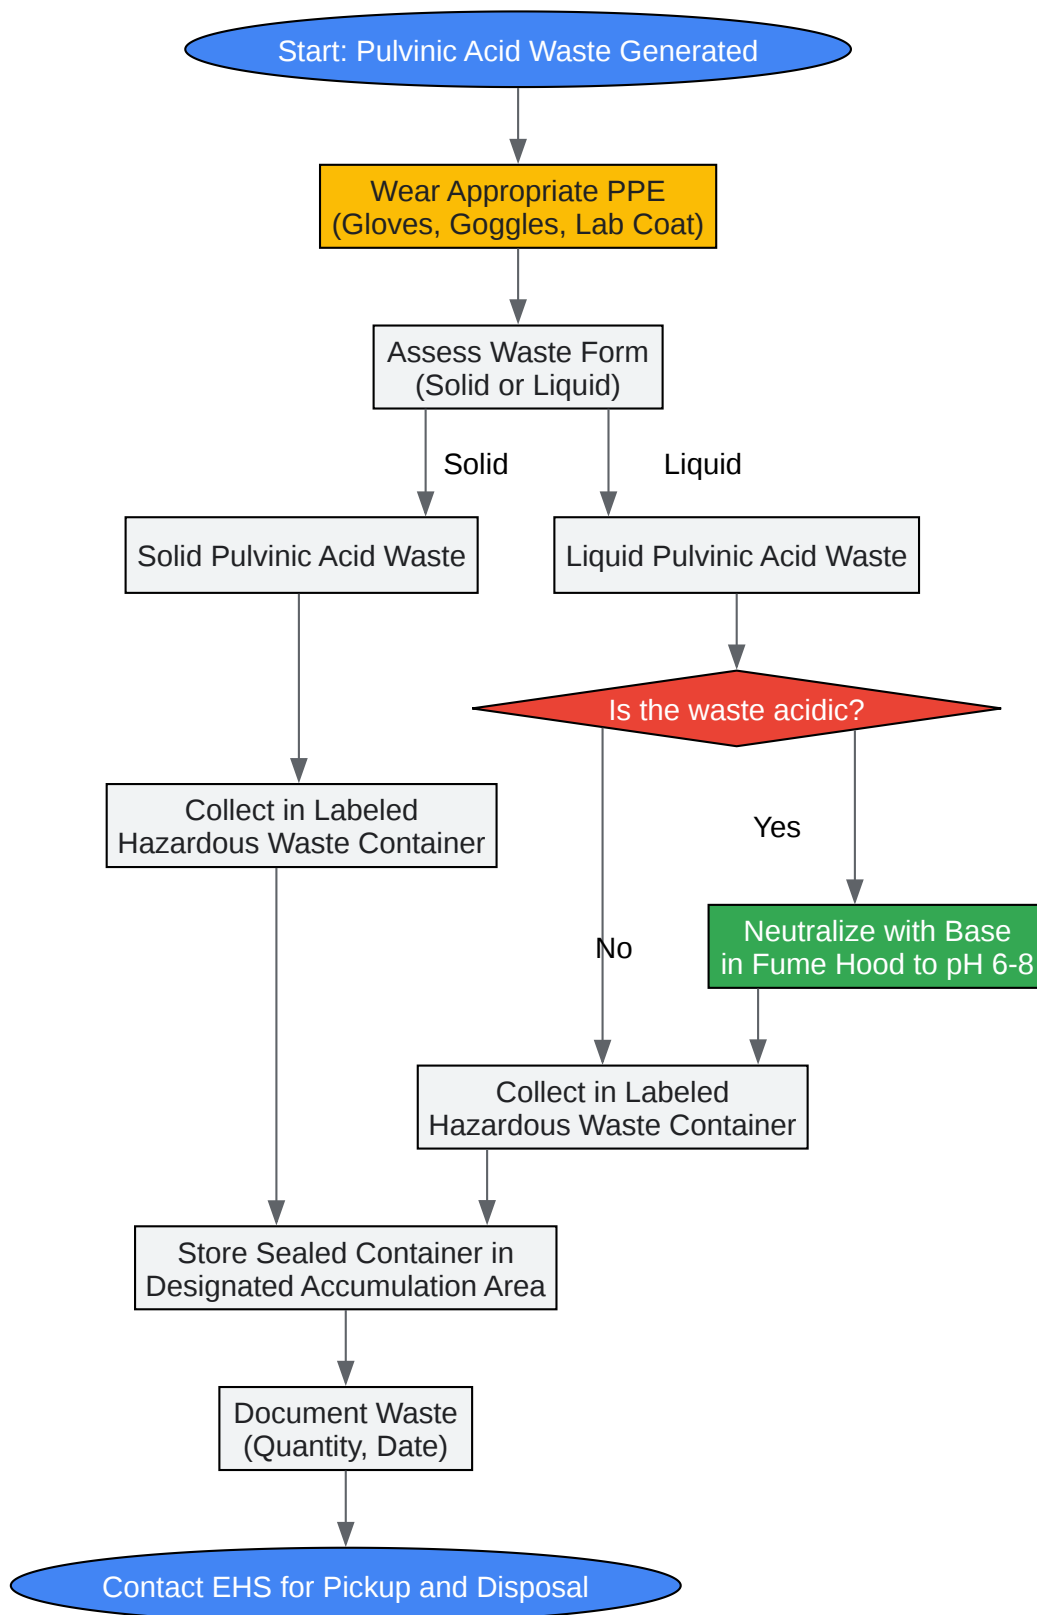 Start: Pulvinic Acid Waste Generated
Wear Appropriate PPE
(Gloves, Goggles, Lab Coat)
Assess Waste Form
(Solid or Liquid)
Solid
Liquid
Solid Pulvinic Acid Waste
Liquid Pulvinic Acid Waste
Is the waste acidic?
Collect in Labeled
Hazardous Waste Container
Yes
No
Neutralize with Base
in Fume Hood to pH 6-8
Collect in Labeled
Hazardous Waste Container
Store Sealed Container in
Designated Accumulation Area
Document Waste
(Quantity, Date)
Contact EHS for Pickup and Disposal